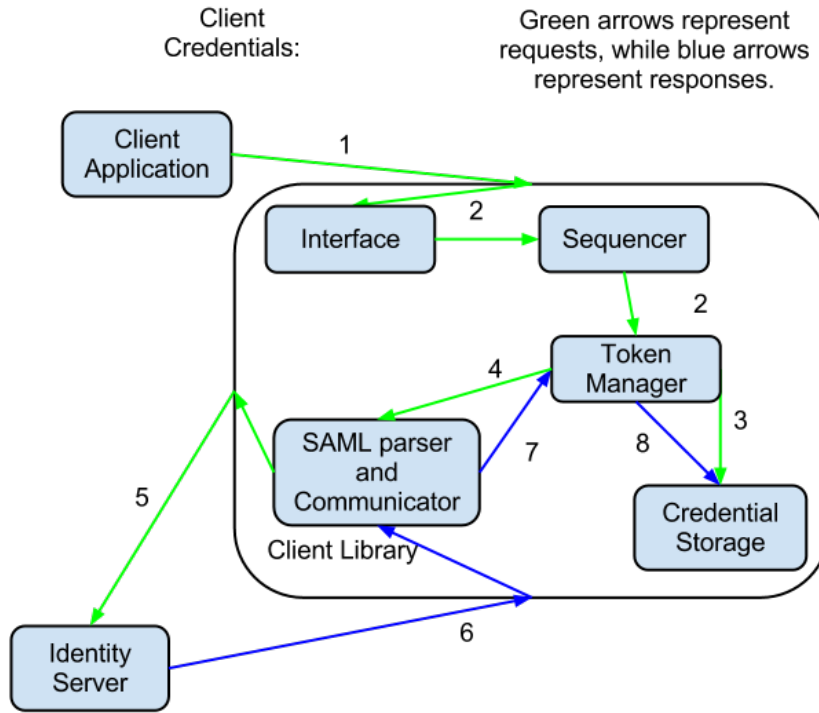 Client
Credentials:
Green arrows represent
requests, while blue arrows
represent responses.
Client
Application
1
Interface
2
Sequencer
2
Token
Manager
4
3
SAML parser
and
Communicator
7
8
Credential
Storage
5
Client Library
6
Identity
Server